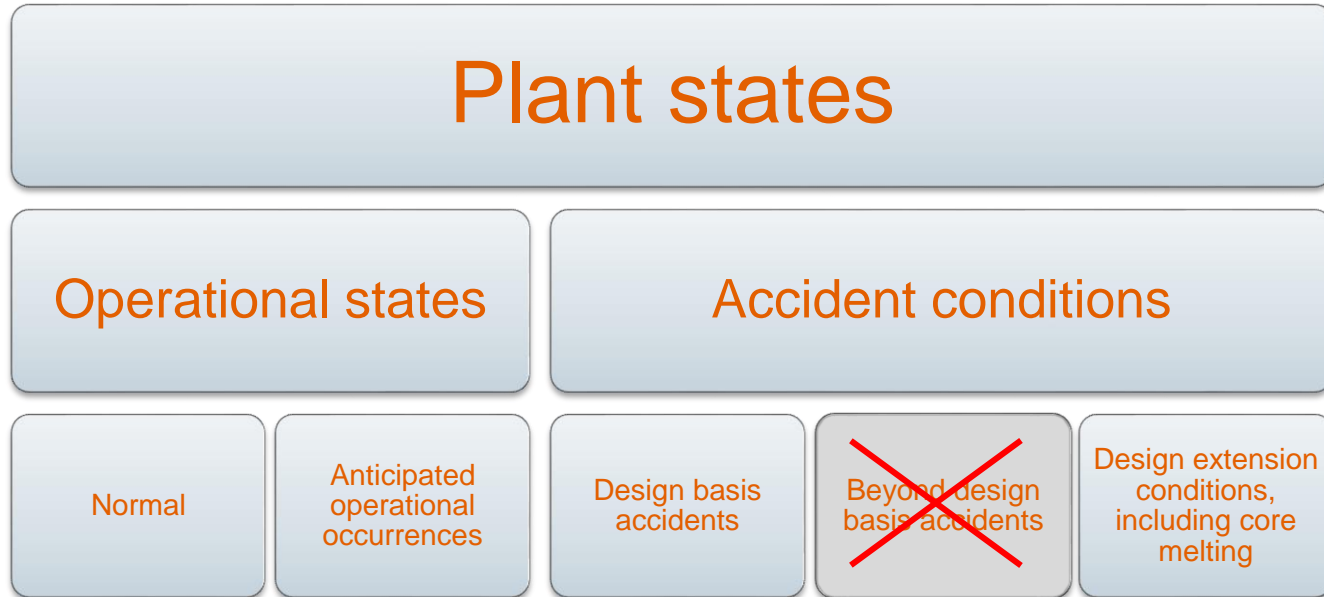 Plant states
Operational states
Accident conditions
Normal
Anticipated
operational
occurrences
Design basis
accidents
Beyond design
basis accidents
Design extension
conditions,
including core
melting